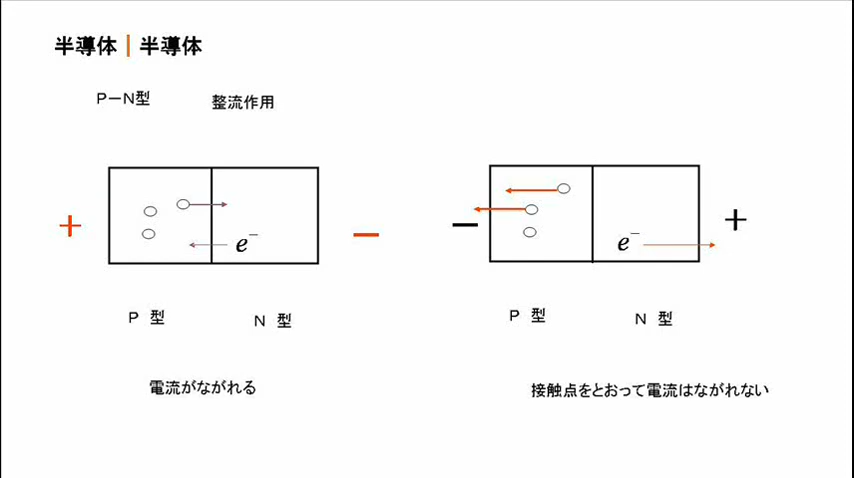 半導体|半導体
P－N型　整流作用
＋　e⁻　－
－　e⁻　＋
P　型　N　型
P　型　N　型
電流がながれる
接触点をとおって電流はながれない